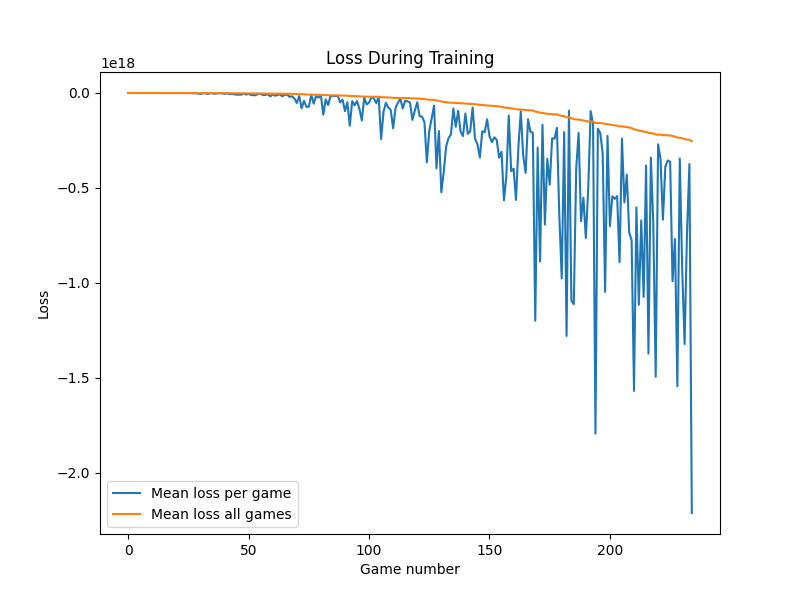 Loss During Training
1e18
0.0
−0.5
−1.0
−1.5
−2.0
Loss
Mean loss per game
Mean loss all games
0 50 100 150 200
Game number